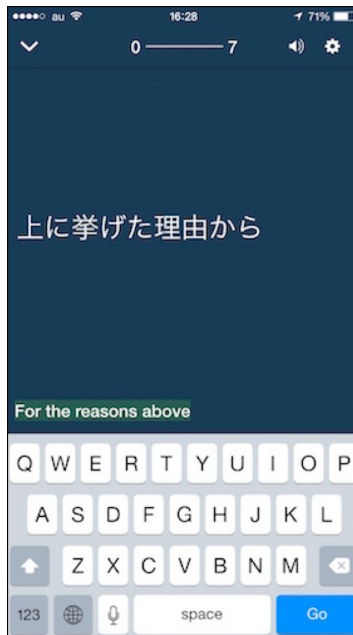 au 16:28 71%
0 7
上に挙げた理由から
For the reasons above
Q W E R T Y U I O P
A S D F G H J K L
Z X C V B N M
123 space Go